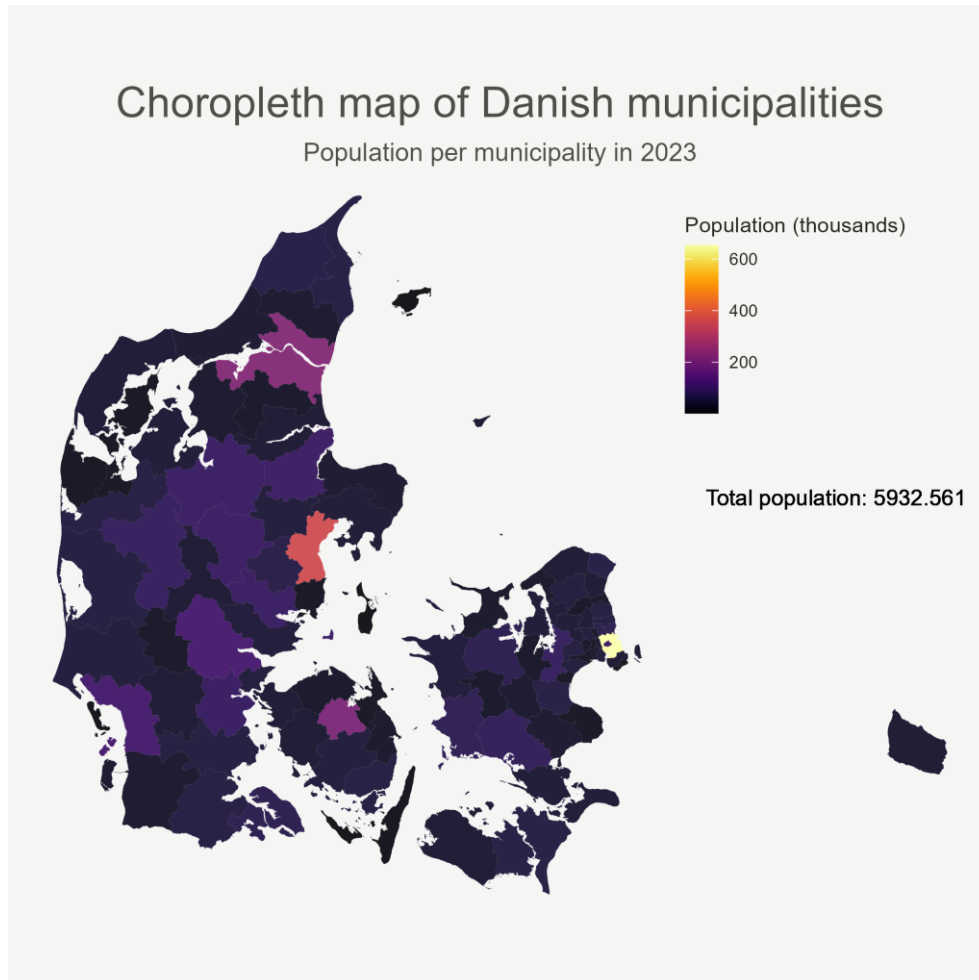 Choropleth map of Danish municipalities
Population per municipality in 2023
Population (thousands)
600
400
200
Total population: 5932.561